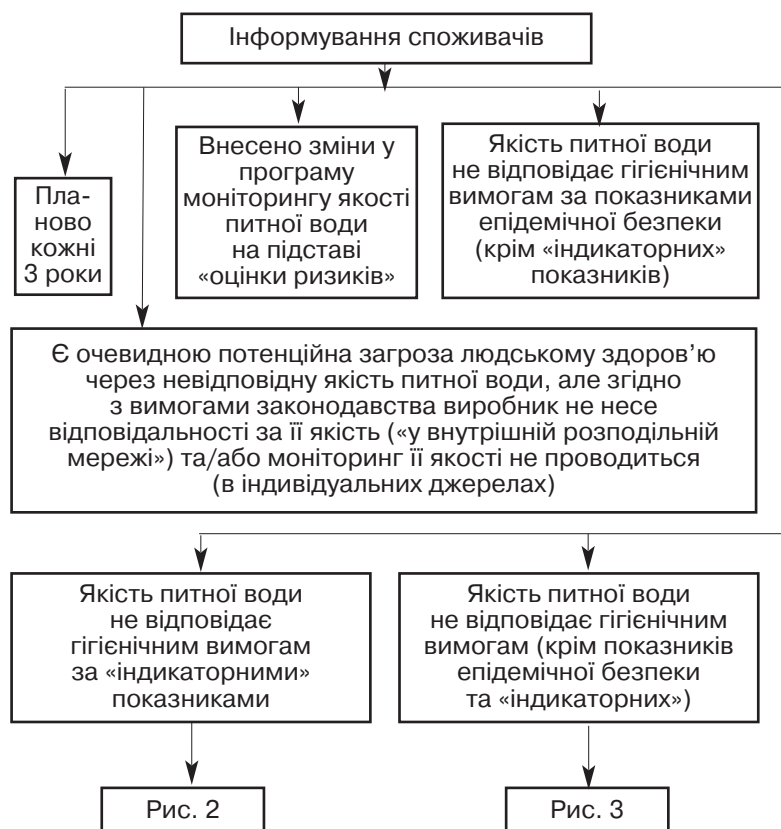 Інформування споживачів
Пла-
ново
кожні
3 роки
Внесено зміни у
програму
моніторингу якості
питної води
на підставі
«оцінки ризиків»
Якість питної води
не відповідає гігієнічним
вимогам за показниками
епідемічної безпеки
(крім «індикаторних»
показників)
Є очевидною потенційна загроза людському здоров’ю
через невідповідну якість питної води, але згідно
з вимогами законодавства виробник не несе
відповідальності за її якість («у внутрішній розподільній
мережі») та/або моніторинг її якості не проводиться
(в індивідуальних джерелах)
Якість питної води
не відповідає
гігієнічним вимогам
за «індикаторними»
показниками
Якість питної води
не відповідає гігієнічним
вимогам (крім показників
епідемічної безпеки
та «індикаторних»)
Рис. 2
Рис. 3